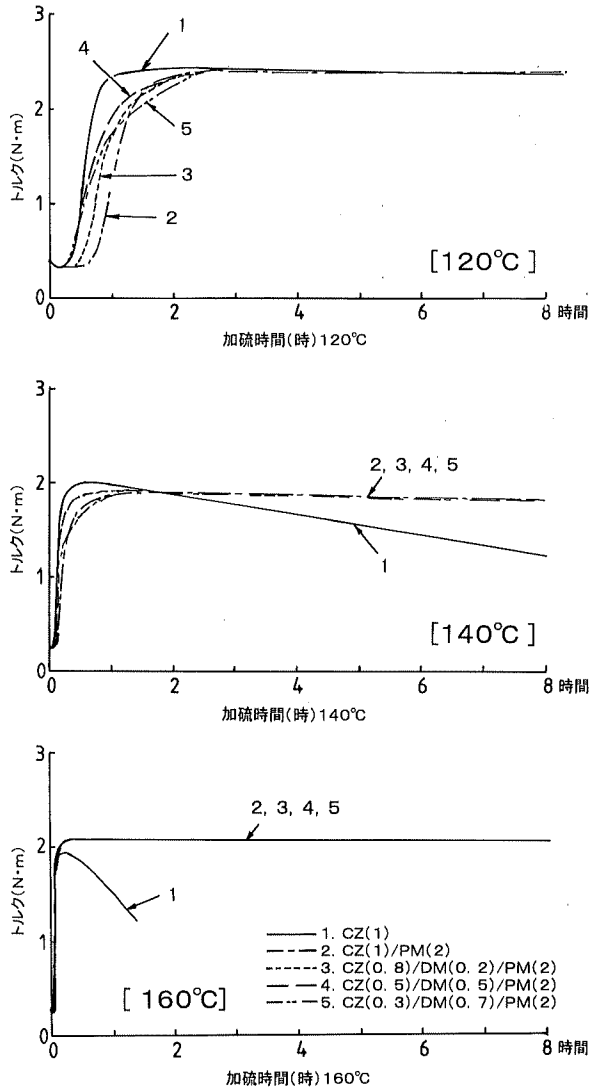 3
トルク(N・m)
2
1
0
4
1
5
3
2
[120℃]
0 2 4 6 8 時間
加硫時間(時)120℃
3
トルク(N・m)
2
1
0
2, 3, 4, 5
1
[140℃]
0 2 4 6 8 時間
加硫時間(時)140℃
3
トルク(N・m)
2
1
0
2, 3, 4, 5
1
1. CZ(1)
2. CZ(1)/PM(2)
3. CZ(0. 8)/DM(0. 2)/PM(2)
4. CZ(0. 5)/DM(0. 5)/PM(2)
5. CZ(0. 3)/DM(0. 7)/PM(2)
[160℃]
0 2 4 6 8 時間
加硫時間(時)160℃